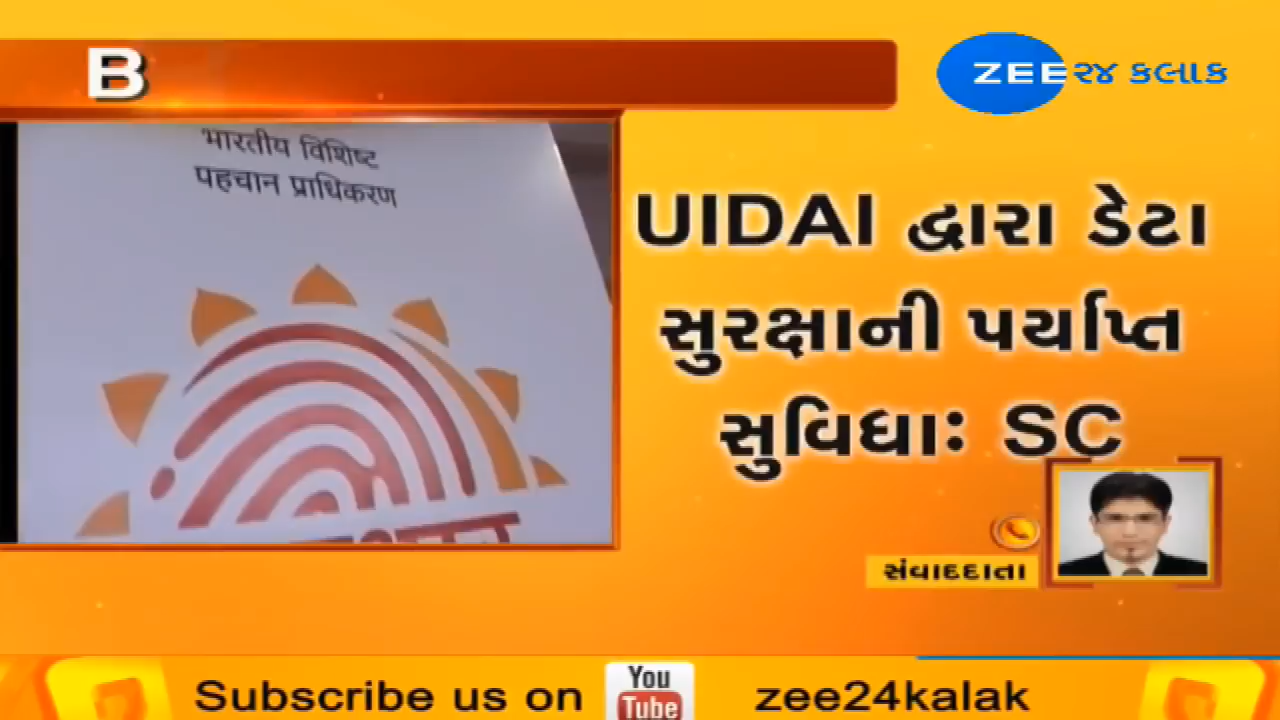 B
ZEE ૨૪ કલાક
भारतीय विशिष्ट
पहचान प्राधिकरण
UIDAI દ્વારા ડેટા
સુરક્ષાની પર્યાપ્ત
સુવિધાઃ SC
સંવાદદાતા
Subscribe us on You Tube zee24kalak